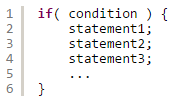 1 if( condition ) {
2     statement1;
3     statement2;
4     statement3;
5     ...
6 }